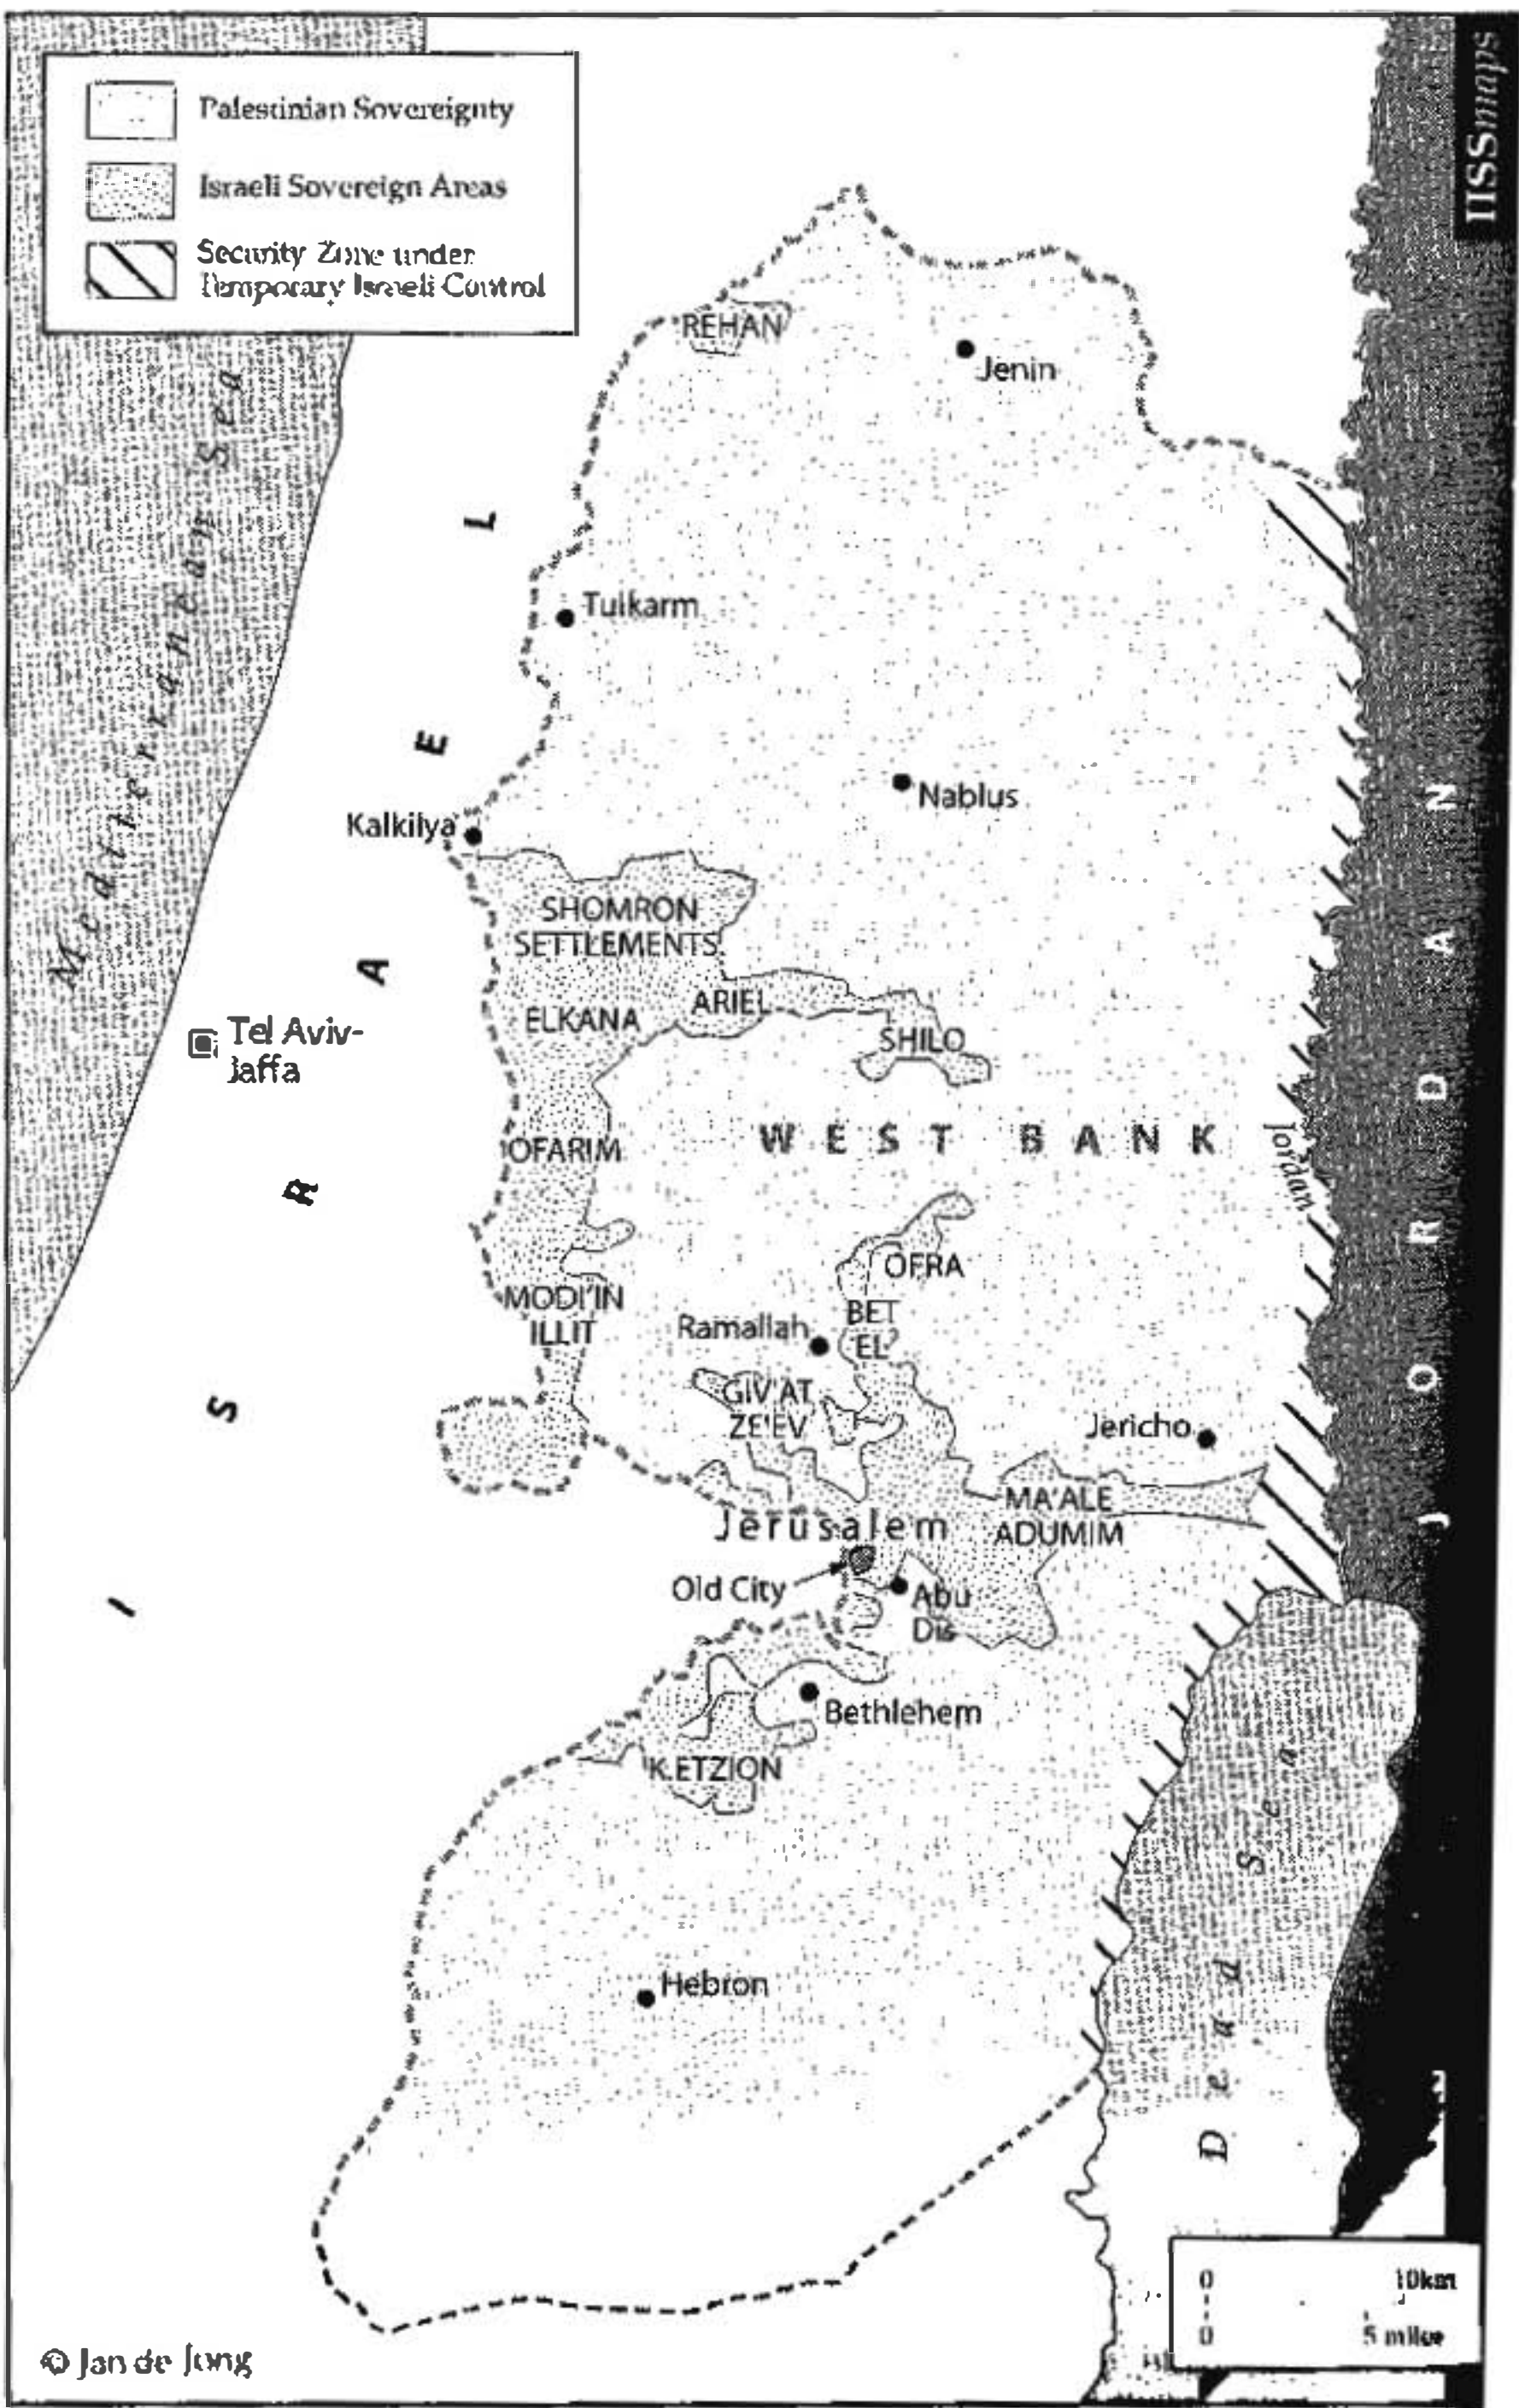 Palestinian Sovereignty
Israeli Sovereign Areas
Security Zone under
Temporary Israeli Control
IISSmaps
Mediterranean Sea
ISRAEL
JORDAN
REHAN
Jenin
Tulkarm
Nablus
Kalkilya
SHOMRON
SETTLEMENTS
ARIEL
ELKANA
SHILO
Tel Aviv-
Jaffa
OFARIM
WEST BANK
Jordan
OFRA
MODI'IN
ILLIT
BET
EL
Ramallah
GIV'AT
ZE'EV
Jericho
MA'ALE
ADUMIM
Jerusalem
Old City
Abu
Dis
Bethlehem
K.ETZION
Hebron
Dead Sea
0 10km
0 5 miles
© Jan de Jong